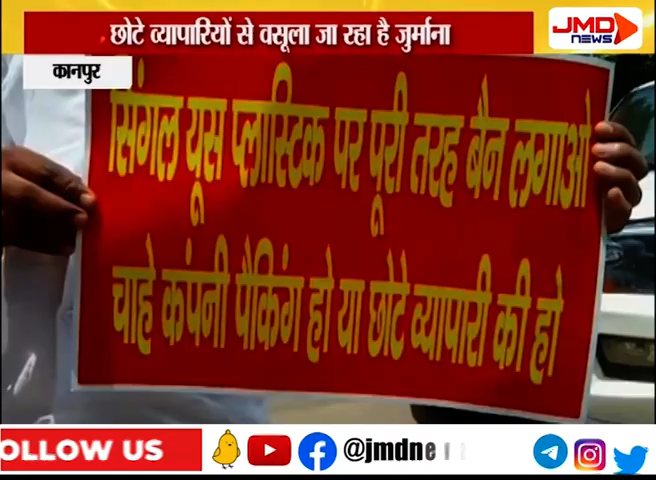 छोटे व्यापारियों से वसूला जा रहा है जुर्माना
JMD
NEWS
कानपुर
सिंगल यूस प्लास्टिक पर पूरी तरह बैन लगाओ
चाहे कंपनी पैकिंग हो या छोटे व्यापारी की हो
OLLOW US
@jmdne